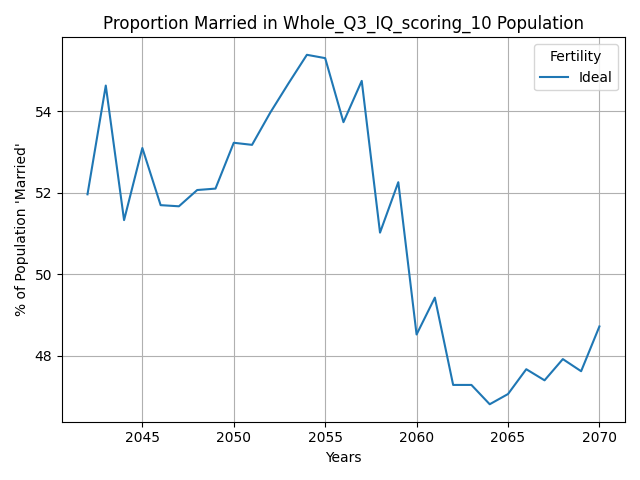 Proportion Married in Whole_Q3_IQ_scoring_10 Population
Fertility
Ideal
% of Population 'Married'
54
52
50
48
2045 2050 2055 2060 2065 2070
Years